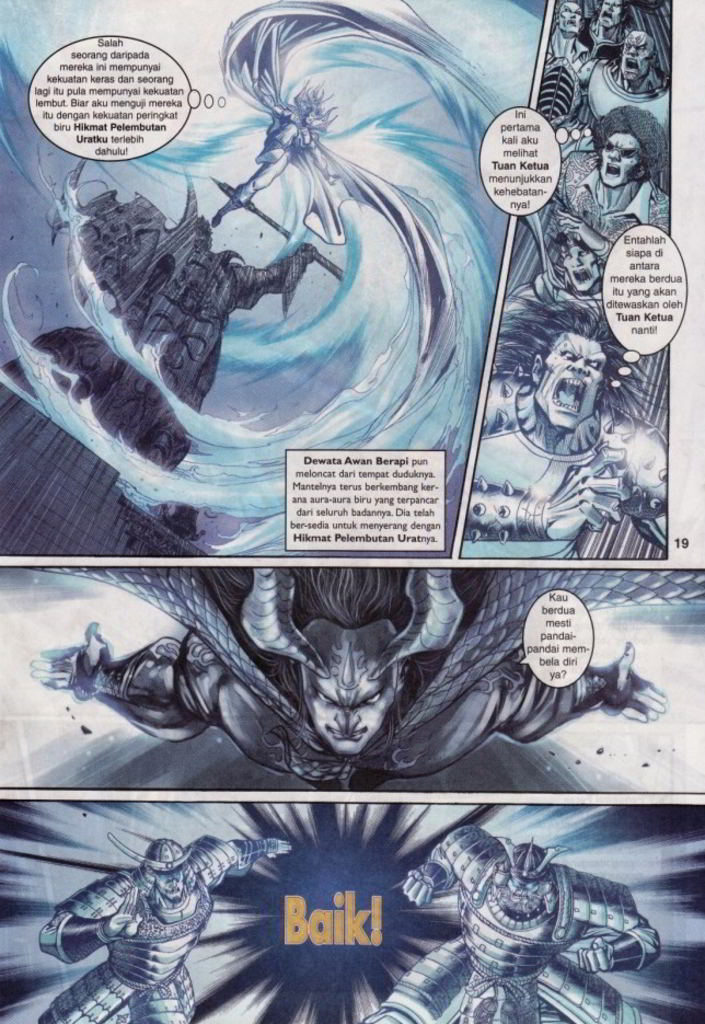 Salah
seorang daripada
mereka ini mempunyai
kekuatan keras dan seorang
lagi itu pula mempunyai kekuatan
lembut. Biar aku menguji mereka
itu dengan kekuatan peringkat
biru Hikmat Pelembutan
Uratku terlebih
dahulu!
Ini
pertama
kali aku
melihat
Tuan Ketua
menunjukkan
kehebatan-
nya!
Entahlah
siapa di
antara
mereka berdua
itu yang akan
ditewaskan oleh
Tuan Ketua
nanti!
Dewata Awan Berapi pun
meloncat dari tempat duduknya.
Mantelnya terus berkembang ker-
ana aura-aura biru yang terpancar
dari seluruh badannya. Dia telah
ber-sedia untuk menyerang dengan
Hikmat Pelembutan Uratnya.
19
Kau
berdua
mesti
pandai-
pandai mem-
bela diri
ya?
Baik!